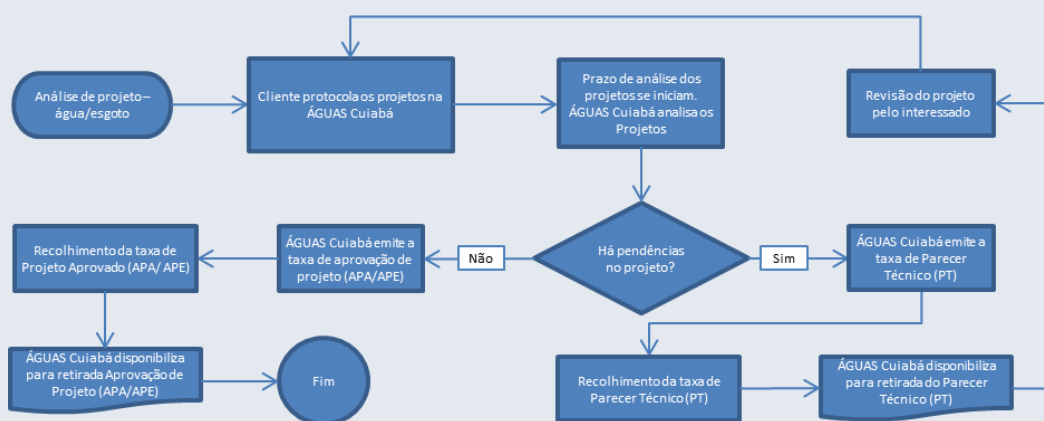 Análise de projeto –
água/esgoto
Cliente protocola os projetos na
ÁGUAS Cuiabá
Prazo de análise dos
projetos se iniciam.
ÁGUAS Cuiabá analisa os
Projetos
Revisão do projeto
pelo interessado
Recolhimento da taxa de
Projeto Aprovado (APA/ APE)
ÁGUAS Cuiabá emite a
taxa de aprovação de
projeto (APA/APE)
Não
Há pendências
no projeto?
Sim
ÁGUAS Cuiabá emite a
taxa de Parecer
Técnico (PT)
ÁGUAS Cuiabá disponibiliza
para retirada Aprovação de
Projeto (APA/APE)
Fim
Recolhimento da taxa de
Parecer Técnico (PT)
ÁGUAS Cuiabá disponibiliza
para retirada do Parecer
Técnico (PT)